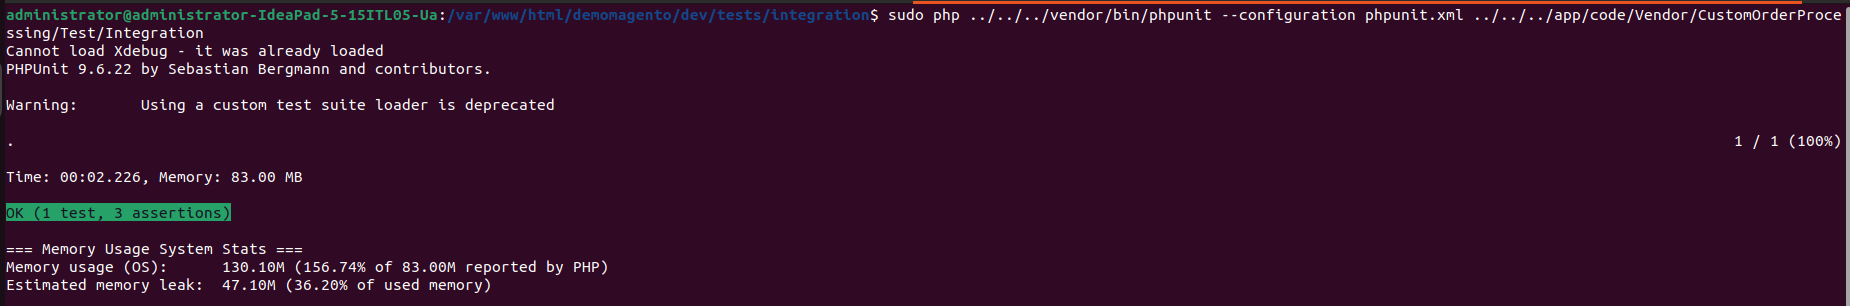 administrator@administrator-IdeaPad-5-15ITL05-Ua:/var/www/html/demomagento/dev/tests/integration$ sudo php ../../../vendor/bin/phpunit --configuration phpunit.xml ../../../app/code/Vendor/CustomOrderProce
ssing/Test/Integration
Cannot load Xdebug - it was already loaded
PHPUnit 9.6.22 by Sebastian Bergmann and contributors.
Warning:       Using a custom test suite loader is deprecated
.                                                                   1 / 1 (100%)
Time: 00:02.226, Memory: 83.00 MB
OK (1 test, 3 assertions)
=== Memory Usage System Stats ===
Memory usage (OS):      130.10M (156.74% of 83.00M reported by PHP)
Estimated memory leak:  47.10M (36.20% of used memory)